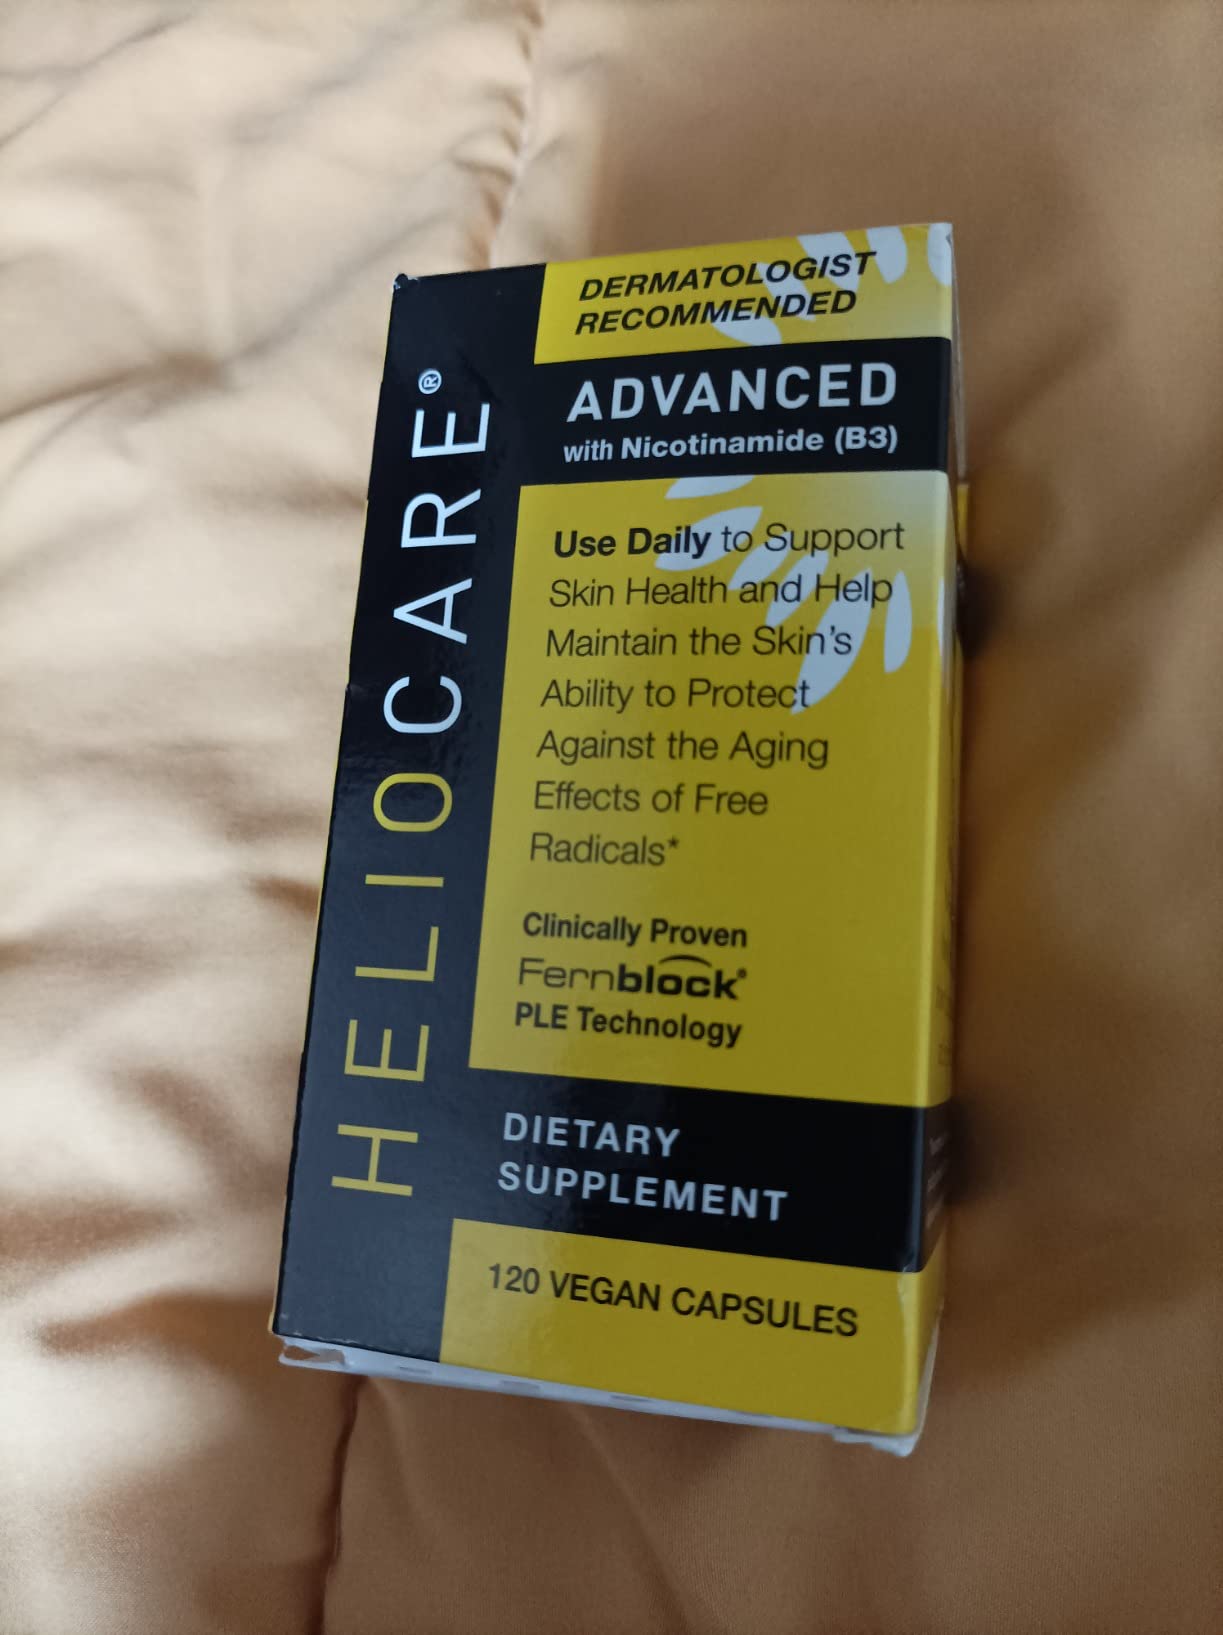 HELIOCARE®
DERMATOLOGIST
RECOMMENDED
ADVANCED
with Nicotinamide (B3)
Use Daily to Support
Skin Health and Help
Maintain the Skin's
Ability to Protect
Against the Aging
Effects of Free
Radicals*
Clinically Proven
Fernblock®
PLE Technology
DIETARY
SUPPLEMENT
120 VEGAN CAPSULES